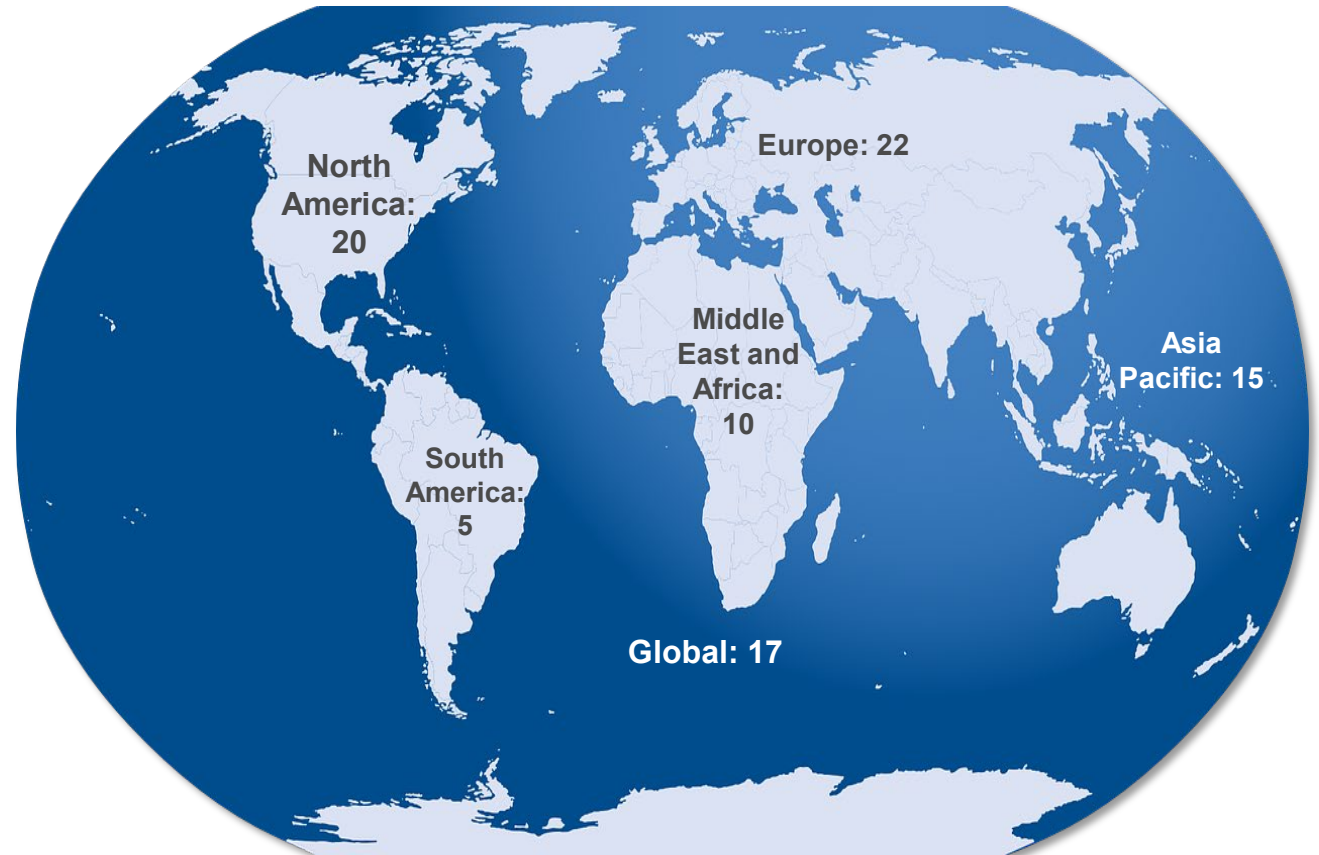 North
America:
20
Europe: 22
Middle
East and
Africa:
10
Asia
Pacific: 15
South
America:
5
Global: 17